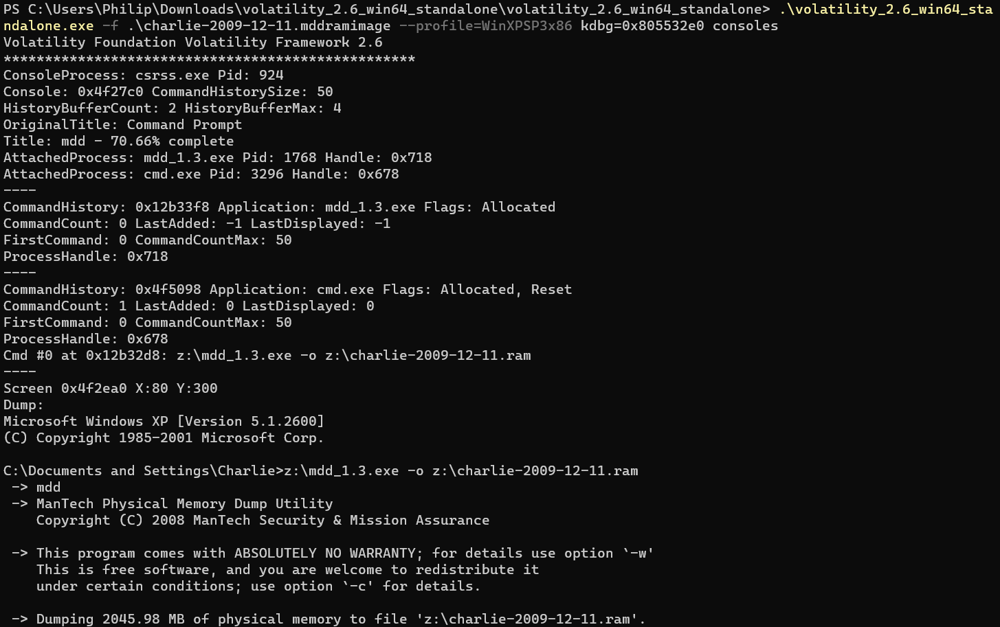 PS C:\Users\Philip\Downloads\volatility_2.6_win64_standalone\volatility_2.6_win64_standalone> .\volatility_2.6_win64_sta
ndalone.exe -f .\charlie-2009-12-11.mddramimage --profile=WinXPSP3x86 kdbg=0x805532e0 consoles
Volatility Foundation Volatility Framework 2.6
**************************************************
ConsoleProcess: csrss.exe Pid: 924
Console: 0x4f27c0 CommandHistorySize: 50
HistoryBufferCount: 2 HistoryBufferMax: 4
OriginalTitle: Command Prompt
Title: mdd - 70.66% complete
AttachedProcess: mdd_1.3.exe Pid: 1768 Handle: 0x718
AttachedProcess: cmd.exe Pid: 3296 Handle: 0x678
----
CommandHistory: 0x12b33f8 Application: mdd_1.3.exe Flags: Allocated
CommandCount: 0 LastAdded: -1 LastDisplayed: -1
FirstCommand: 0 CommandCountMax: 50
ProcessHandle: 0x718
----
CommandHistory: 0x4f5098 Application: cmd.exe Flags: Allocated, Reset
CommandCount: 1 LastAdded: 0 LastDisplayed: 0
FirstCommand: 0 CommandCountMax: 50
ProcessHandle: 0x678
Cmd #0 at 0x12b32d8: z:\mdd_1.3.exe -o z:\charlie-2009-12-11.ram
----
Screen 0x4f2ea0 X:80 Y:300
Dump:
Microsoft Windows XP [Version 5.1.2600]
(C) Copyright 1985-2001 Microsoft Corp.

C:\Documents and Settings\Charlie>z:\mdd_1.3.exe -o z:\charlie-2009-12-11.ram
 -> mdd
 -> ManTech Physical Memory Dump Utility
    Copyright (C) 2008 ManTech Security & Mission Assurance

 -> This program comes with ABSOLUTELY NO WARRANTY; for details use option `-w'
    This is free software, and you are welcome to redistribute it
    under certain conditions; use option `-c' for details.

 -> Dumping 2045.98 MB of physical memory to file 'z:\charlie-2009-12-11.ram'.